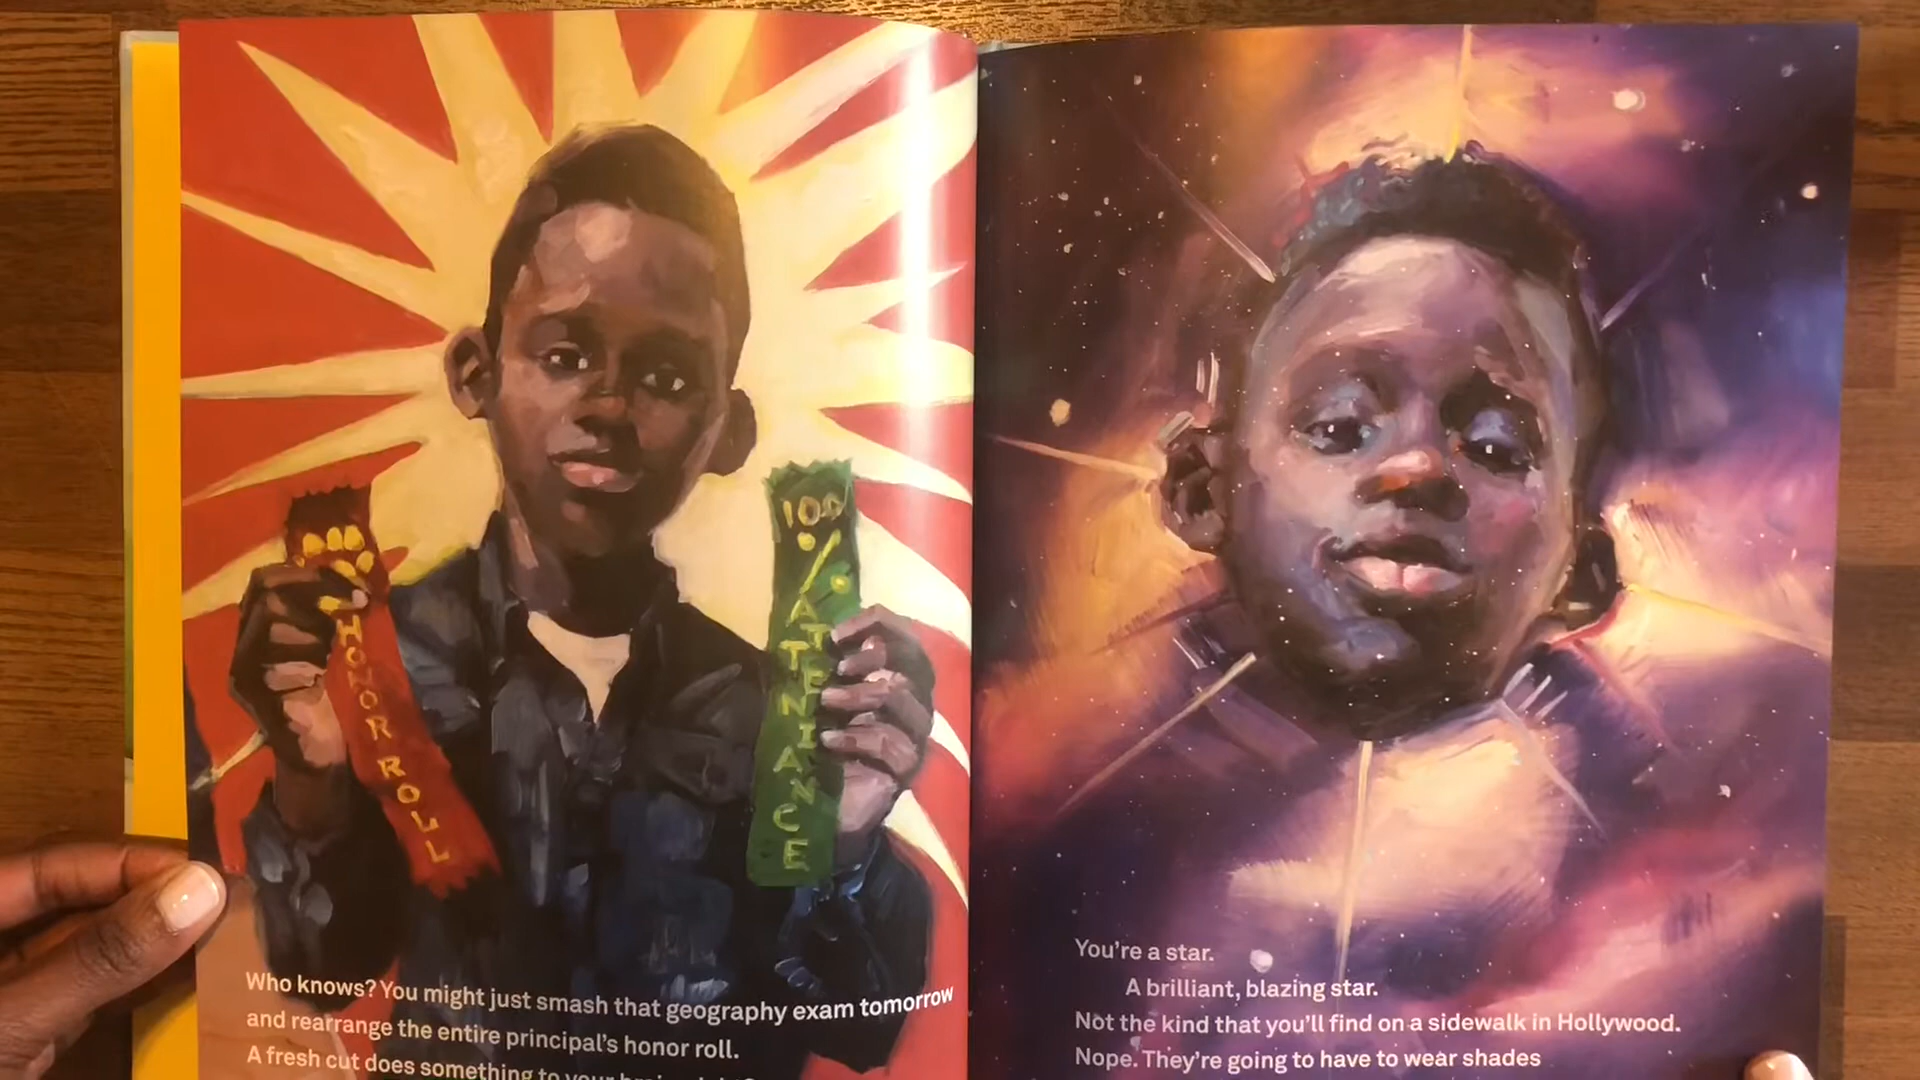 HONOR ROLL
100% ATTENIANCE
Who knows? You might just smash that geography exam tomorrow
and rearrange the entire principal's honor roll.
A fresh cut does something to your
You're a star.
A brilliant, blazing star.
Not the kind that you'll find on a sidewalk in Hollywood.
Nope. They're going to have to wear shades